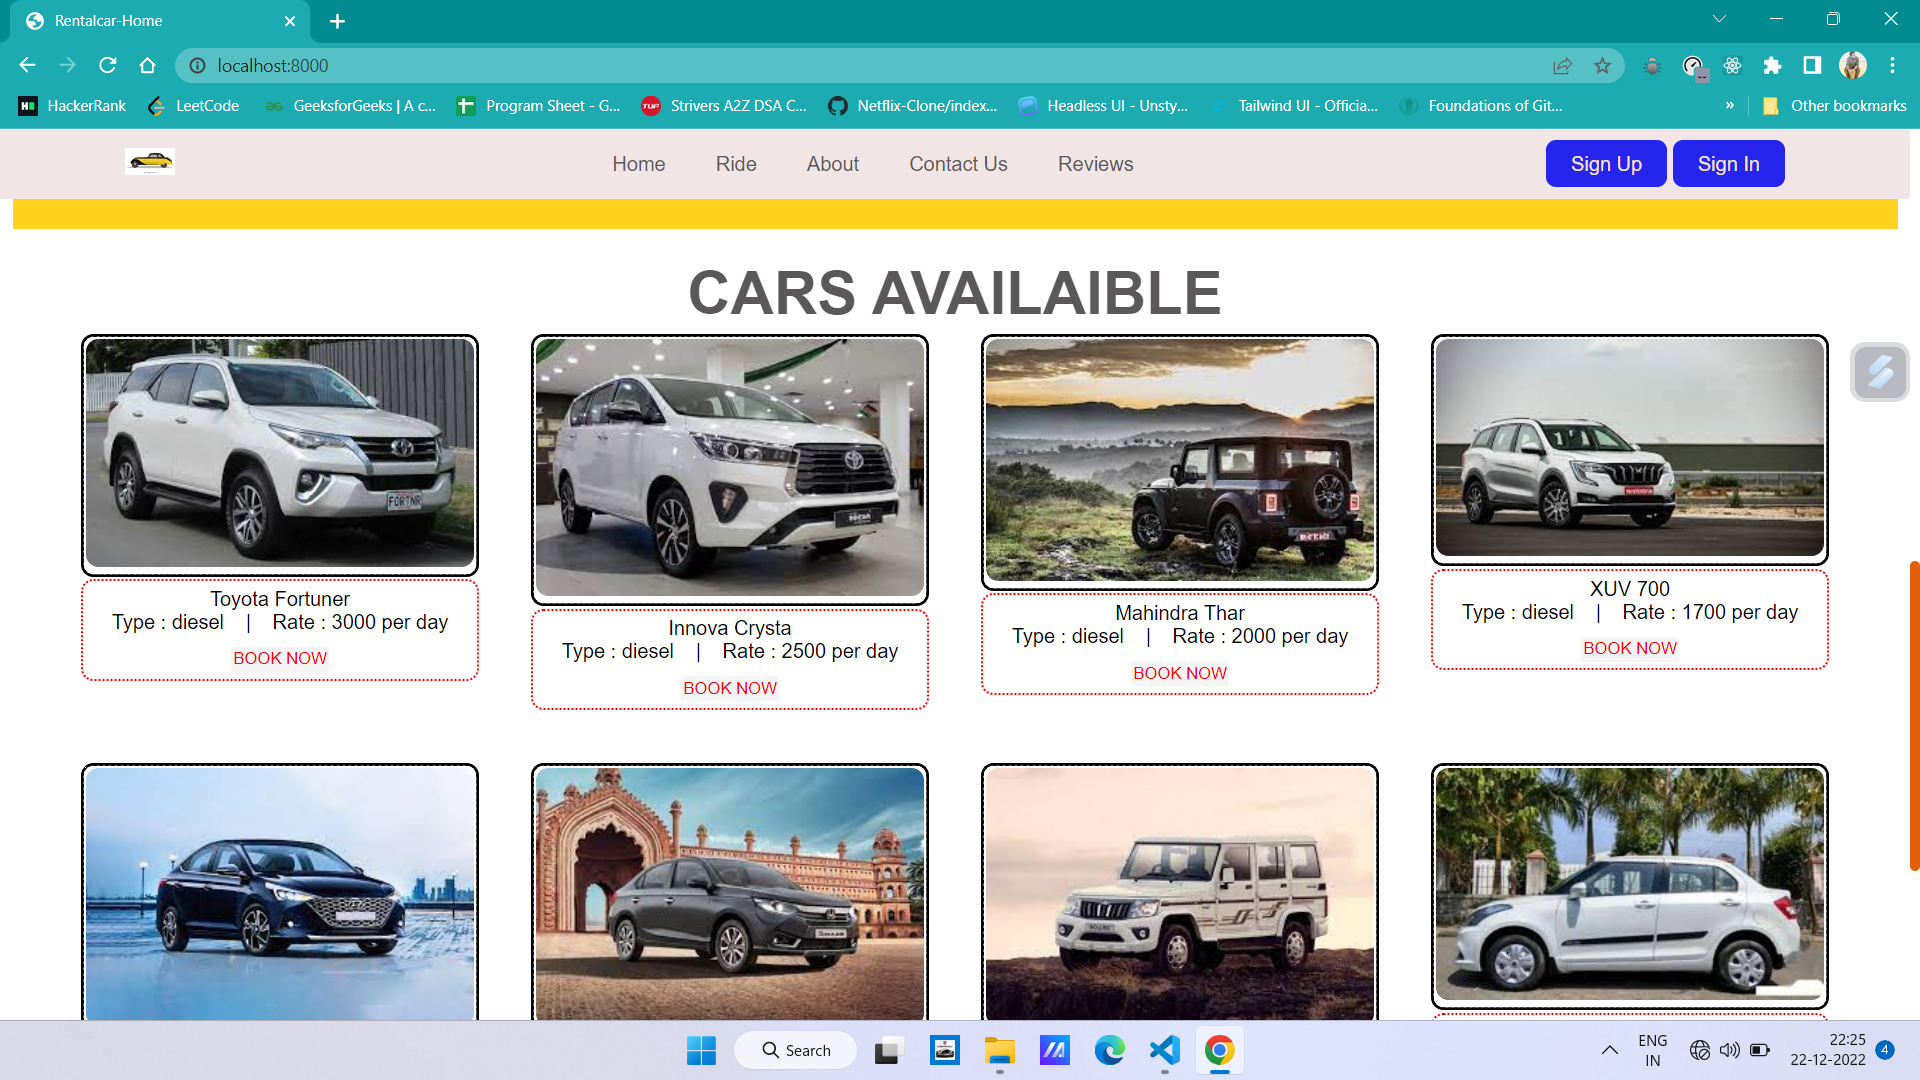 Rentalcar-Home
localhost:8000
HackerRank
LeetCode
GeeksforGeeks | A c...
Program Sheet - G...
TUF
Strivers A2Z DSA C...
Netflix-Clone/index...
Headless UI - Unsty...
Tailwind UI - Officia...
Foundations of Git...
»
Other bookmarks
Home
Ride
About
Contact Us
Reviews
Sign Up
Sign In
CARS AVAILAIBLE
FORTNR
Toyota Fortuner
Type : diesel | Rate : 3000 per day
BOOK NOW
Innova Crysta
Type : diesel | Rate : 2500 per day
BOOK NOW
Mahindra Thar
Type : diesel | Rate : 2000 per day
BOOK NOW
XUV 700
Type : diesel | Rate : 1700 per day
BOOK NOW
Search
ENG
IN
22:25
22-12-2022
4